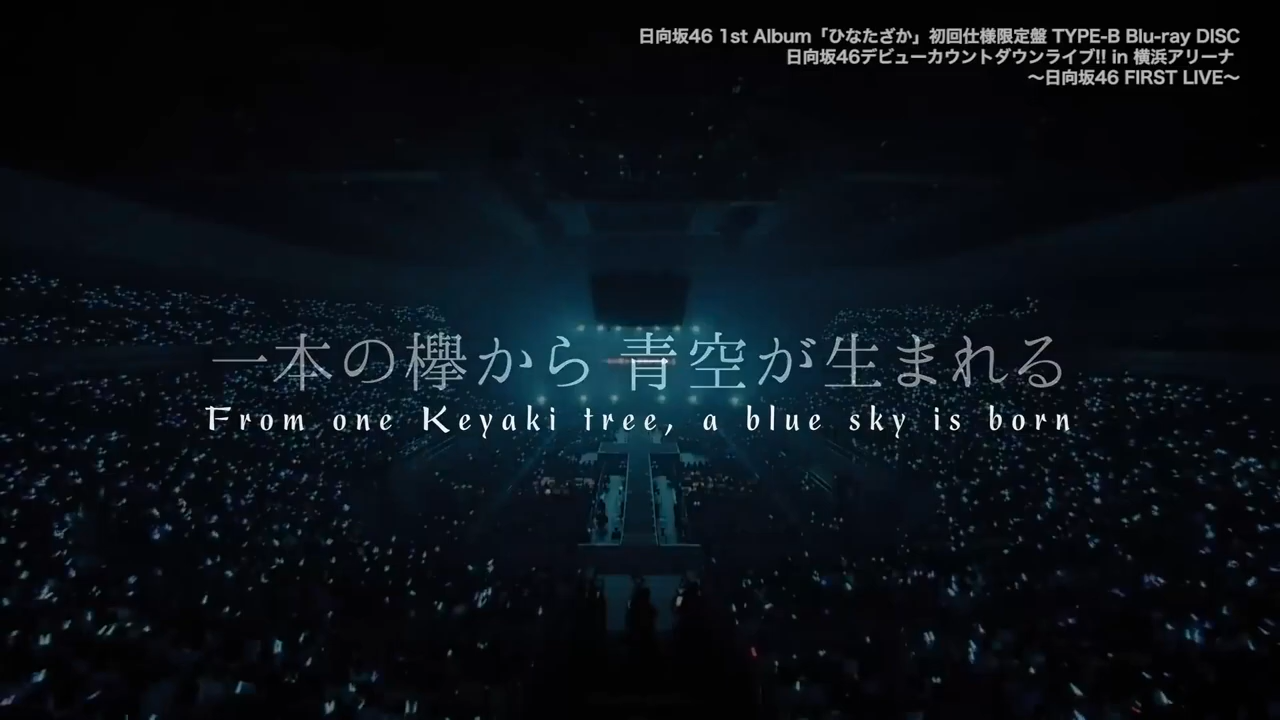 日向坂46 1st Album「ひなたざか」初回仕様限定盤 TYPE-B Blu-ray DISC
日向坂46デビューカウントダウンライブ!! in 横浜アリーナ
～日向坂46 FIRST LIVE～
一本の欅から 青空が生まれる
From one Keyaki tree, a blue sky is born